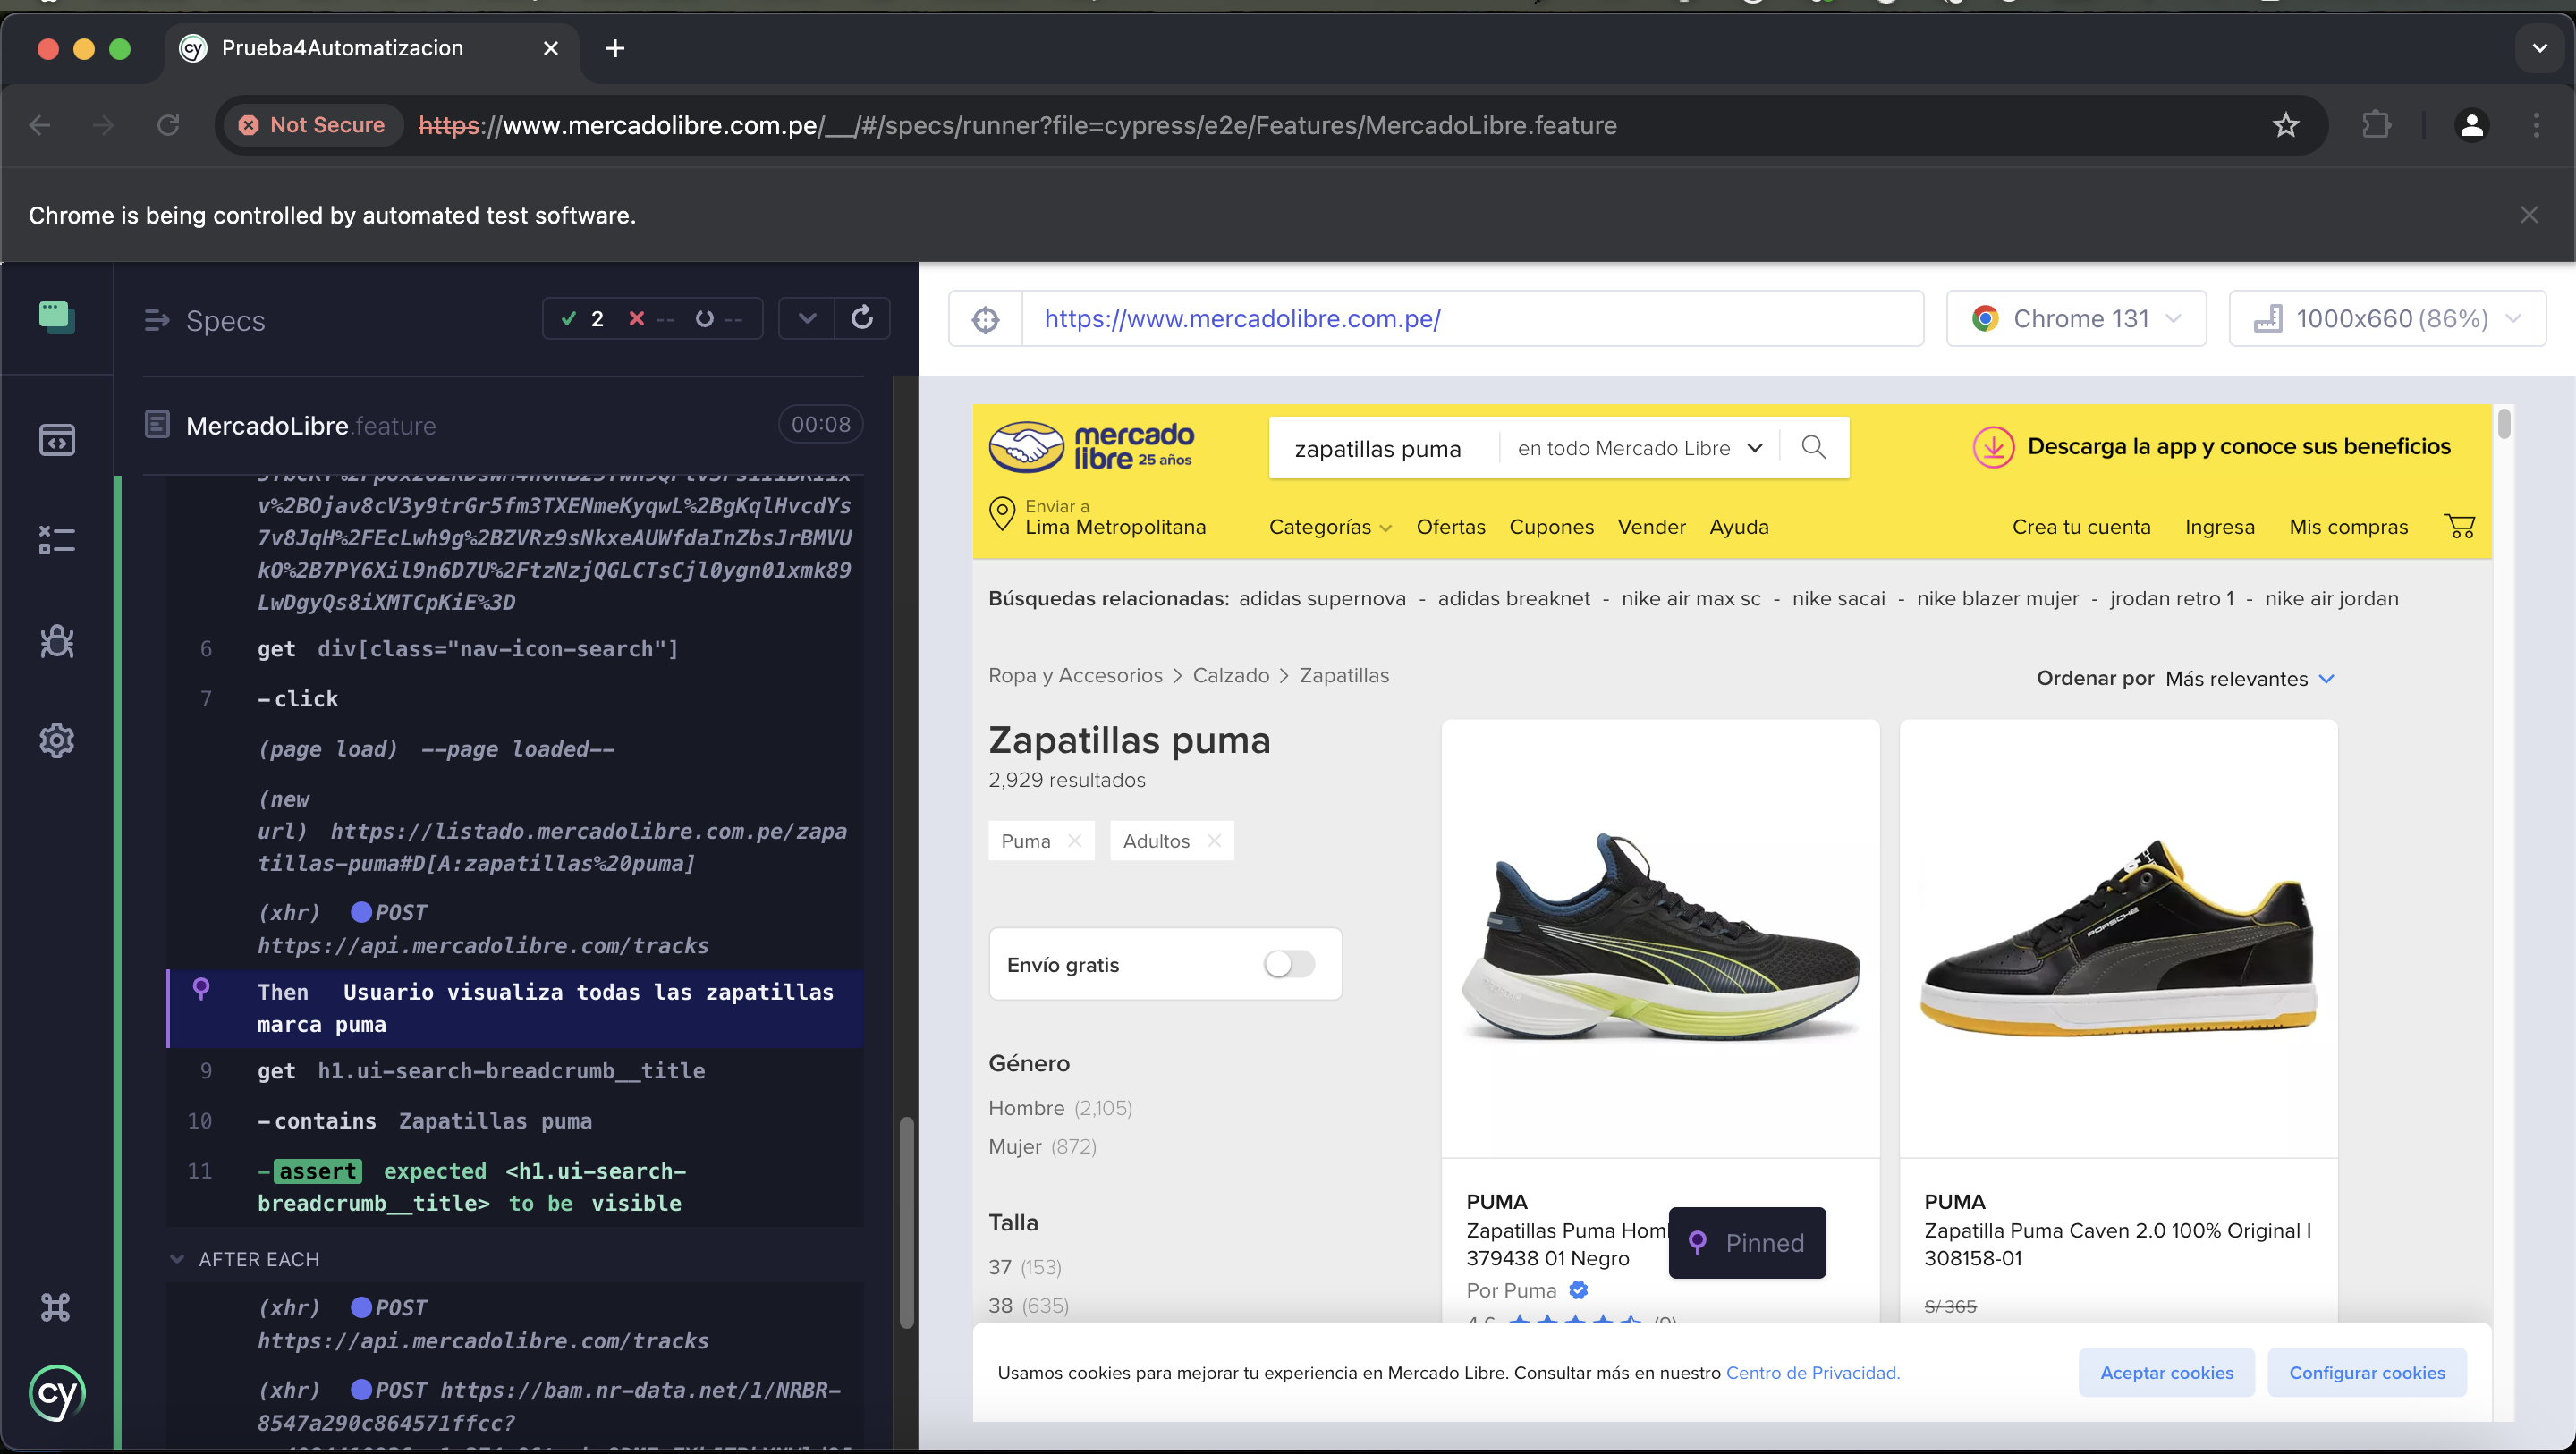 Prueba4Automatizacion
Not Secure https://www.mercadolibre.com.pe/__/#/specs/runner?file=cypress/e2e/Features/MercadoLibre.feature
Chrome is being controlled by automated test software.
Specs
2 -- --
MercadoLibre.feature 00:08
v%2BOjav8cV3y9trGr5fm3TXENmeKyqwL%2BgKqlHvcdYs
7v8JqH%2FEcLwh9g%2BZVRz9sNkxeAUWfdaInZbsJrBMVU
kO%2B7PY6Xil9n6D7U%2FtzNzjQGLCTsCjl0ygn01xmk89
LwDgyQs8iXMTCpKiE%3D
6 get div[class="nav-icon-search"]
7 -click
(page load) --page loaded--
(new
url) https://listado.mercadolibre.com.pe/zapa
tillas-puma#D[A:zapatillas%20puma]
(xhr) POST
https://api.mercadolibre.com/tracks
Then Usuario visualiza todas las zapatillas
marca puma
9 get h1.ui-search-breadcrumb__title
10 -contains Zapatillas puma
11 -assert expected <h1.ui-search-
breadcrumb__title> to be visible
AFTER EACH
(xhr) POST
https://api.mercadolibre.com/tracks
(xhr) POST https://bam.nr-data.net/1/NRBR-
8547a290c864571ffcc?
cy
https://www.mercadolibre.com.pe/
Chrome 131
1000x660 (86%)
mercado
libre 25 años
zapatillas puma en todo Mercado Libre
Descarga la app y conoce sus beneficios
Enviar a
Lima Metropolitana
Categorías Ofertas Cupones Vender Ayuda
Crea tu cuenta Ingresa Mis compras
Búsquedas relacionadas: adidas supernova - adidas breaknet - nike air max sc - nike sacai - nike blazer mujer - jrodan retro 1 - nike air jordan
Ropa y Accesorios > Calzado > Zapatillas
Ordenar por Más relevantes
Zapatillas puma
2,929 resultados
Puma Adultos
Envío gratis
Género
Hombre (2,105)
Mujer (872)
Talla
37 (153)
38 (635)
PORSCHE
PUMA
Zapatillas Puma
379438 01 Negro
Por Puma
Pinned
PUMA
Zapatilla Puma Caven 2.0 100% Original I
308158-01
S/ 365
Usamos cookies para mejorar tu experiencia en Mercado Libre. Consultar más en nuestro Centro de Privacidad.
Aceptar cookies
Configurar cookies